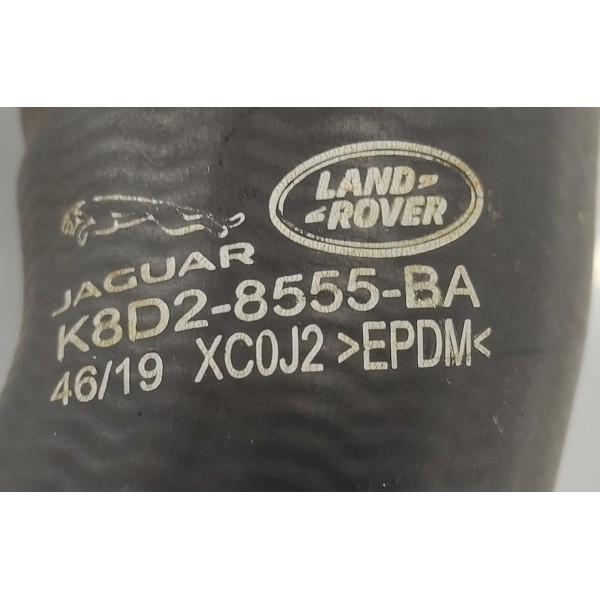 LAND
ROVER
JAGUAR
K8D2-8555-BA
46/19 XC0J2 >EPDM<